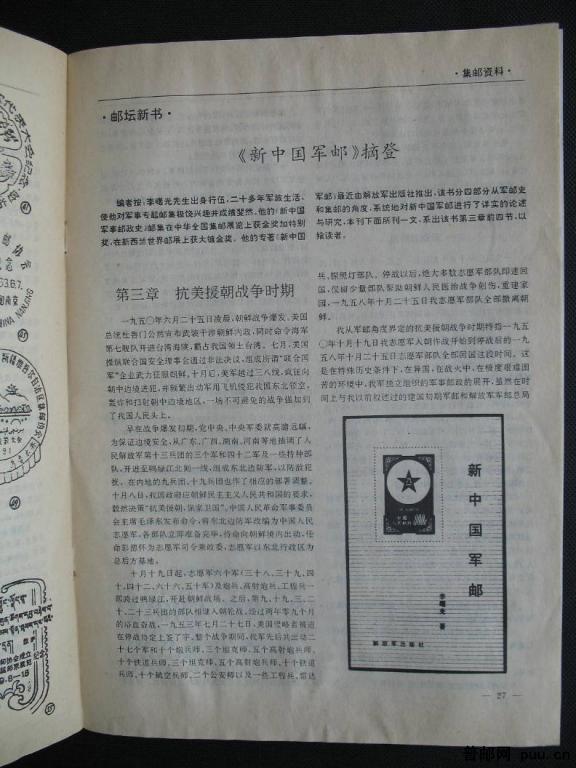 ·集邮资料·
·邮坛新书·
《新中国军邮》摘登
编者按：李曙光先生出身行伍，二十多年军旅生活、
使他对军事专题邮集极饶兴趣并成绩斐然，他的《新中国
军事邮政史》邮集在中华全国集邮展览上获金奖加特别
奖，在新西兰世界邮展上获大镀金奖。他的专著《新中国
军邮》最近由解放军出版社推出，该书分四部分从军邮史
和集邮的角度，系统地对新中国军邮进行了详实的论述
与研究，本刊下面所刊一文，系出该书第三章前四节，以
飨读者。
第三章 抗美援朝战争时期
一九五〇年六月二十五日凌晨，朝鲜战争爆发。美国
总统杜鲁门公然宣布武装干涉朝鲜内政，同时命令海军
第七舰队开进台湾海峡，霸占我国领土台湾。七月，美国
操纵联合国安全理事会通过非法决议，组成所谓“联合国
军”企业武力征服朝鲜。十月后，美军越过三八线，疯狂向
朝中边境进犯，并频繁出动军用飞机侵犯我国东北领空，
轰炸和扫射朝中边境地区，一场不可避免的战争强加到
了我国人民头上。
早在战争爆发初期，党中央、中央军委就高瞻远瞩，
为保证边境安全，从广东、广西、湖南、河南等地抽调了人
民解放军第十三兵团的三个军和四十二军及一些特种部
队，开进至鸭绿江北岸一线，组成东北边防军，以防敌犯
扰。在内地的九兵团、十九兵团也作了相应的部署调整。
十月八日，我国政府应朝鲜民主主义人民共和国的要求，
毅然决策“抗美援朝，保家卫国”。中国人民革命军事委员
会主席毛泽东发布命令，将东北边防军改编为中国人民
志愿军，各部队立即准备完毕，待命向朝鲜境内出动，任
命彭德怀为志愿军司令兼政委，志愿军以东北行政区为
总后方基地。
十月十九日起，志愿军六个军（三十八、三十九、四
十、四十二、六十六、五十军）及炮兵、高射炮兵、工程兵一
部跨过鸭绿江，开赴朝鲜战场。之后，第九、十九、三、二
十、二十三兵团的部队相继入朝轮战。经过两年零九个月
的浴血奋战，一九五三年七月二十七日，美国侵略者被迫
在停战协定上签了字。整个战争期间，我军先后共出动二
十七个军和十个炮兵师、三个坦克师、五个高射炮兵师、
十个铁道兵师、三个坦克师、五个高射炮兵师、十个铁道
兵师、十个航空兵师、二个公安师以及一些工程兵、雷达
兵、探照灯部队。停战以后，绝大多数志愿军部队即返回
国，仅留少量部队帮助朝鲜人民医治战争创伤，重建家
园，一九五八年十月二十五日我志愿军部队全部撤离朝
鲜。
我从军邮角度界定的抗美援朝战争时期特指一九五
〇年十月十九日我志愿军入朝作战开始到停战后的一九
五八年十月二十五日志愿军部队全部回国这段时间。这
是在特殊历史条件下，在异国，在战火中，在极度艰难困
苦的环境中，我军独立组织的军事邮政的展开，虽然在时
间上与我以前叙述过的建国初期军邮和解放军军邮总局
新中国军邮
李曙光 著
解放军出版社
— 27 —
普邮网 puu.cn